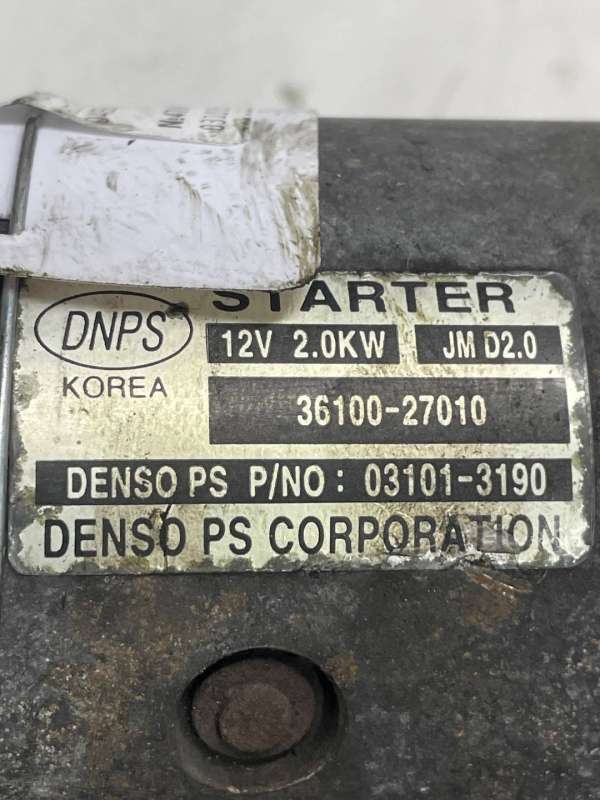 STARTER
DNPS
12V 2.0KW JM D2.0
KOREA
36100-27010
DENSO PS P/NO : 03101-3190
DENSO PS CORPORATION